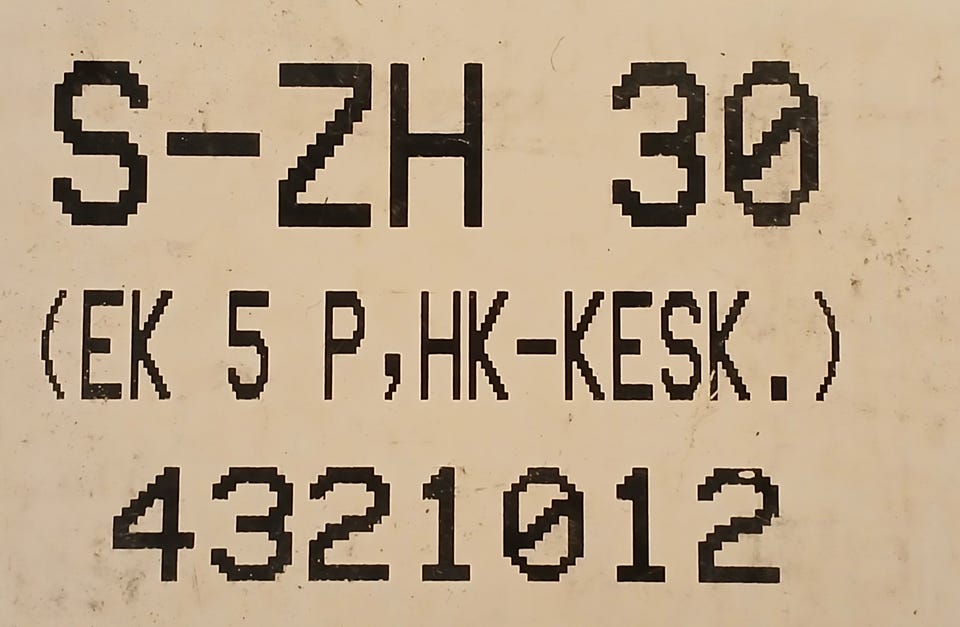 S-ZH 30
(EK 5 P,HK-KESK.)
4321012